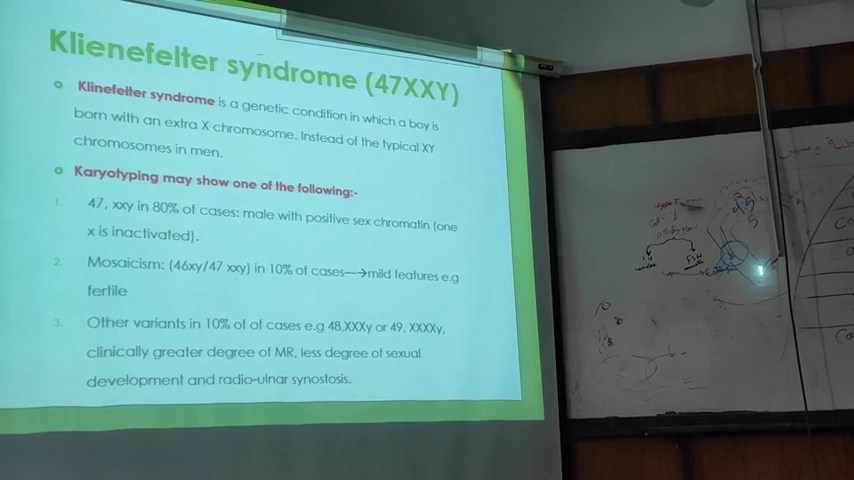 Klienefelter syndrome (47XXY)
Klinefelter syndrome is a genetic condition in which a boy is
born with an extra X chromosome. Instead of the typical XY
chromosomes in men.
Karyotyping may show one of the following:-
1. 47, xxy in 80% of cases: male with positive sex chromatin (one
x is inactivated).
2. Mosaicism: (46xy/47 xxy) in 10% of cases—→mild features e.g
fertile
3. Other variants in 10% of of cases e.g 48,XXXy or 49, XXXXy,
clinically greater degree of MR, less degree of sexual
development and radio-ulnar synostosis.
FSH